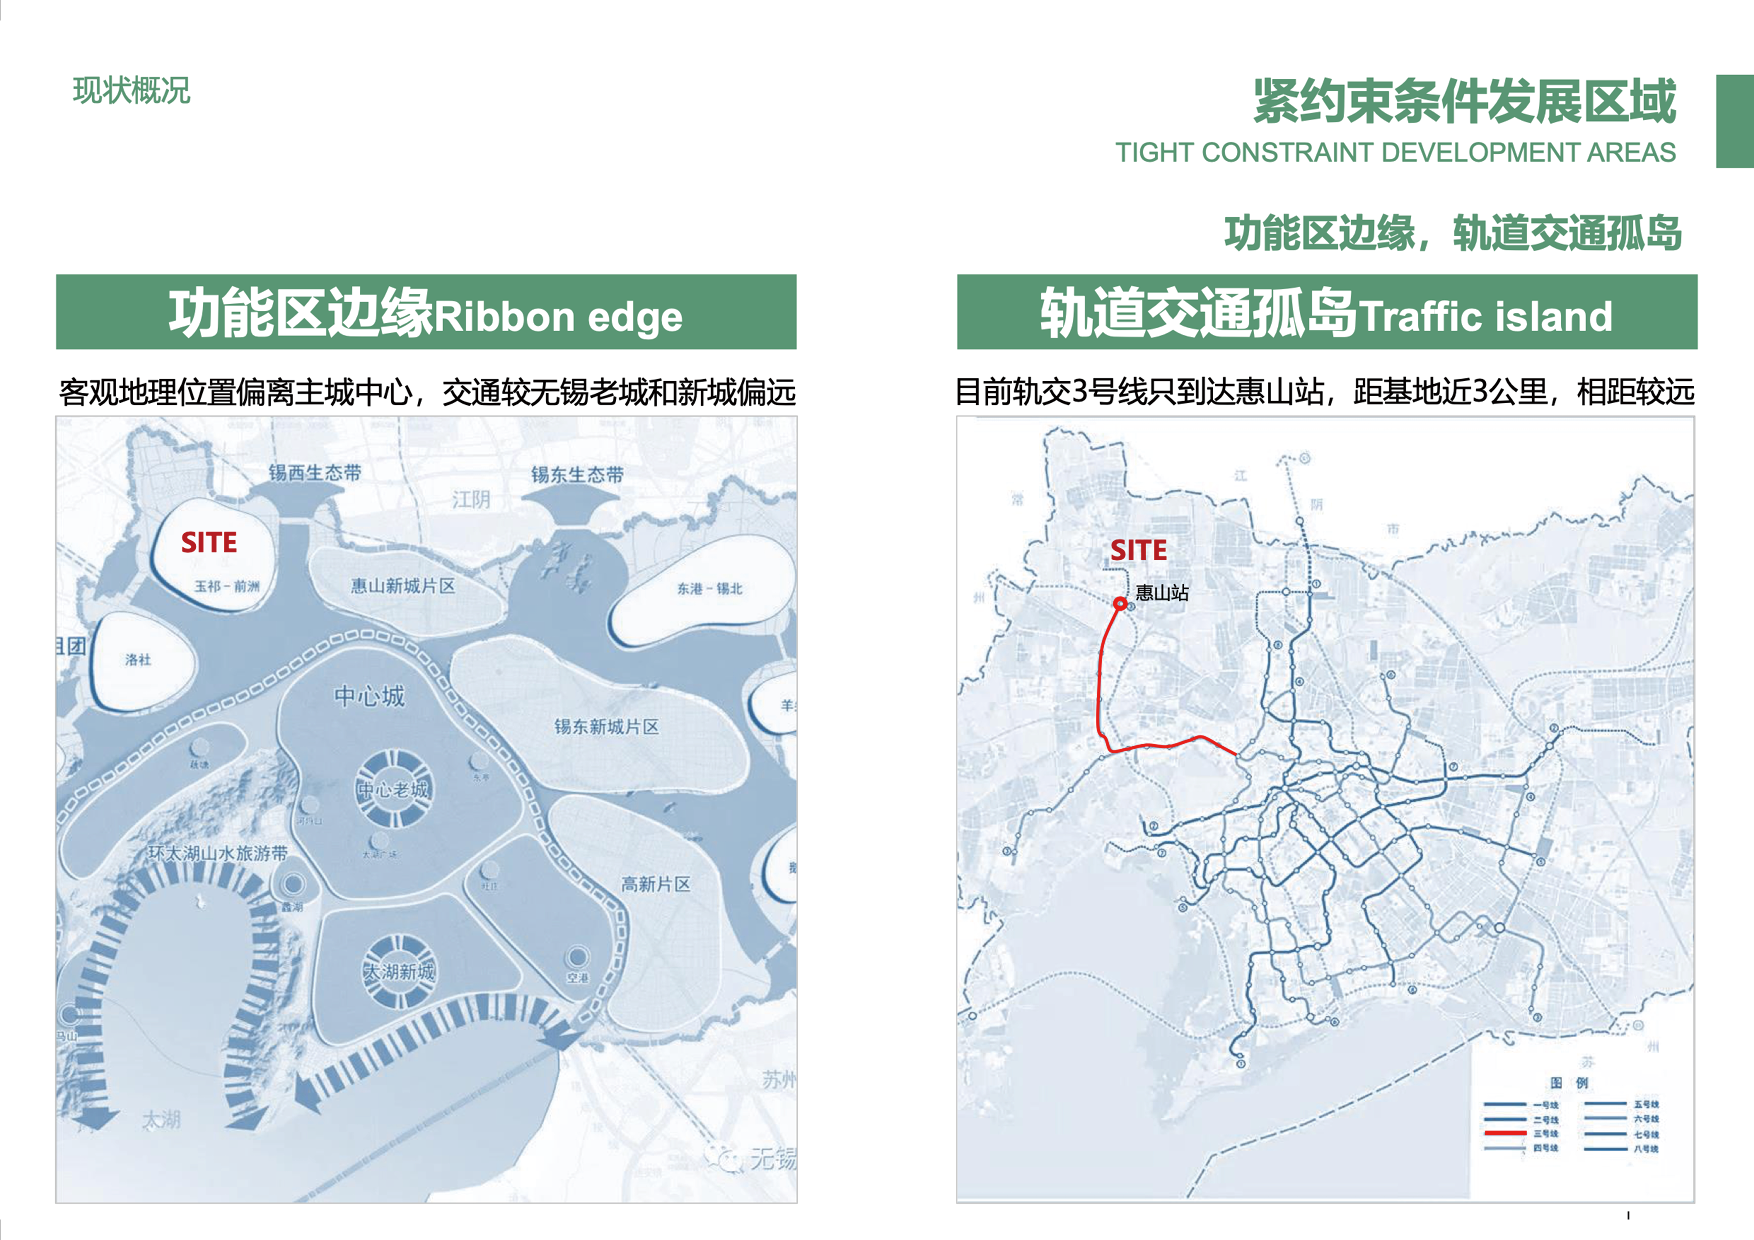 现状概况
紧约束条件发展区域
TIGHT CONSTRAINT DEVELOPMENT AREAS
功能区边缘，轨道交通孤岛
功能区边缘Ribbon edge
客观地理位置偏离主城中心，交通较无锡老城和新城偏远
锡西生态带
锡东生态带
江阴
SITE
玉祁－前洲
惠山新城片区
东港－锡北
组团
洛社
中心城
羊
锡东新城片区
中心老城
环太湖山水旅游带
高新片区
蠡湖
太湖新城
空港
马山
苏州
太湖
无锡
轨道交通孤岛Traffic island
目前轨交3号线只到达惠山站，距基地近3公里，相距较远
江
常
阴
市
SITE
惠山站
州
州
苏
图 例
一号线
五号线
二号线
六号线
三号线
七号线
四号线
八号线